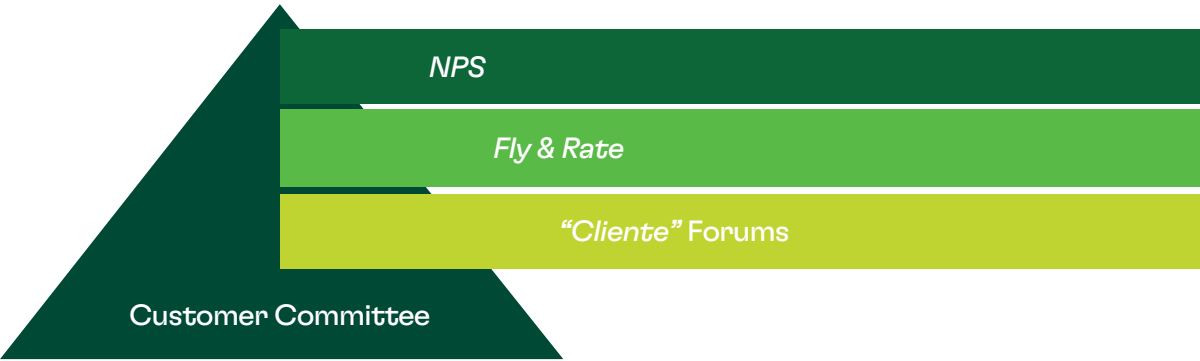 NPS
Fly & Rate
“Cliente” Forums
Customer Committee